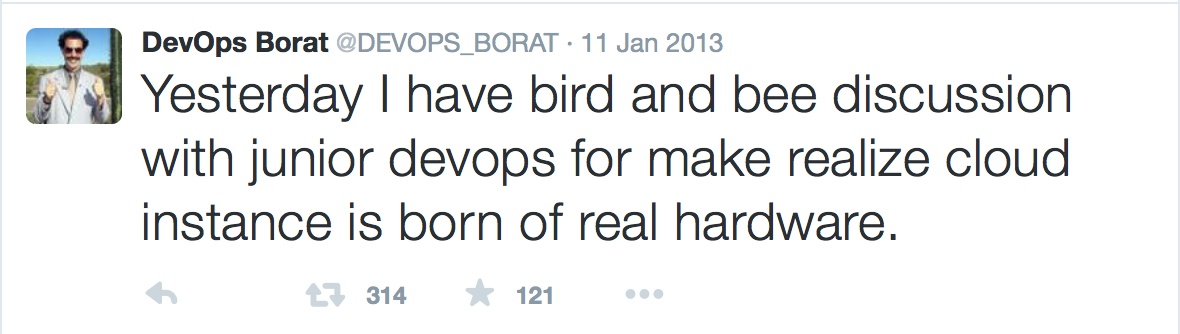 DevOps Borat @DEVOPS_BORAT · 11 Jan 2013
Yesterday I have bird and bee discussion
with junior devops for make realize cloud
instance is born of real hardware.
314 121